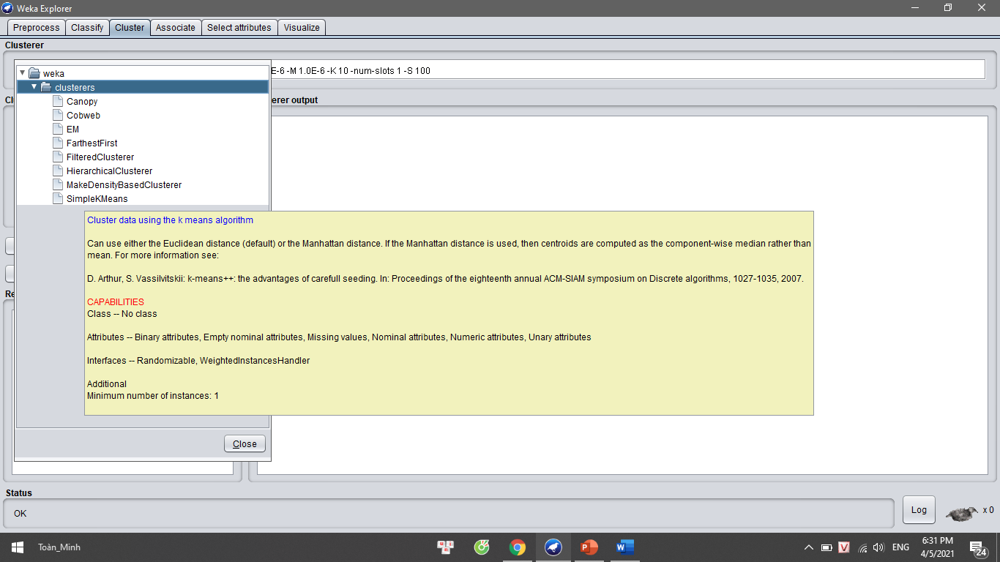 Weka Explorer
Preprocess Classify Cluster Associate Select attributes Visualize
Clusterer
E-6 -M 1.0E-6 -K 10 -num-slots 1 -S 100
weka
clusterers
Canopy
Cobweb
EM
FarthestFirst
FilteredClusterer
HierarchicalClusterer
MakeDensityBasedClusterer
SimpleKMeans
Cl
erer output
Cluster data using the k means algorithm
Can use either the Euclidean distance (default) or the Manhattan distance. If the Manhattan distance is used, then centroids are computed as the component-wise median rather than
mean. For more information see:
D. Arthur, S. Vassilvitskii: k-means++: the advantages of carefull seeding. In: Proceedings of the eighteenth annual ACM-SIAM symposium on Discrete algorithms, 1027-1035, 2007.
CAPABILITIES
Class -- No class
Attributes -- Binary attributes, Empty nominal attributes, Missing values, Nominal attributes, Numeric attributes, Unary attributes
Interfaces -- Randomizable, WeightedInstancesHandler
Additional
Minimum number of instances: 1
Re
Close
Status
OK
Log
x 0
Toàn_Minh
ENG
6:31 PM
4/5/2021
24